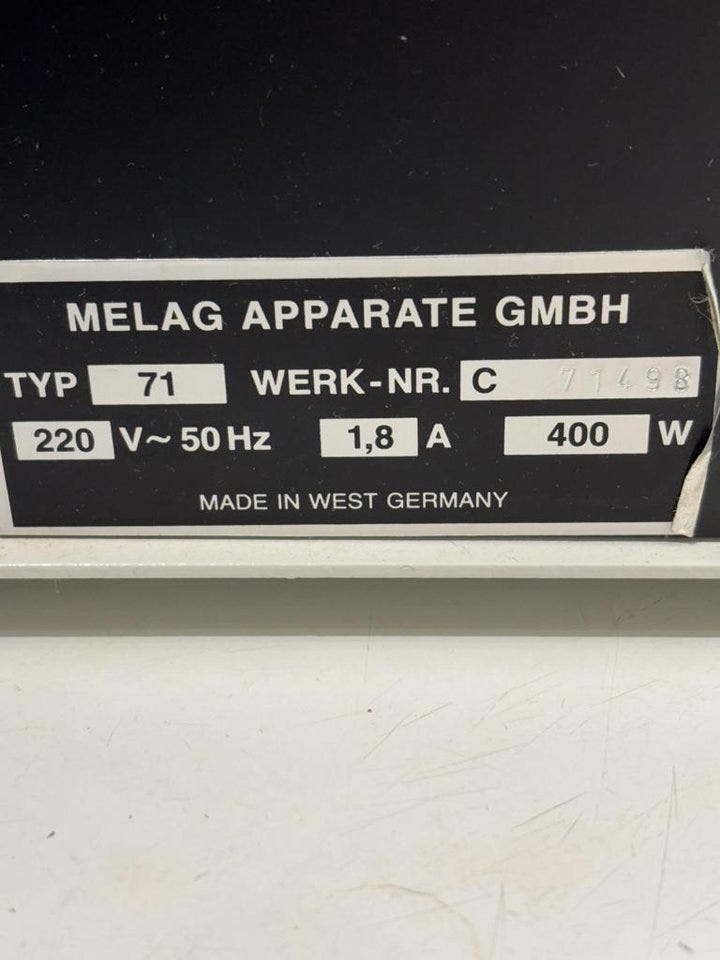 MELAG APPARATE GMBH
TYP 71 WERK-NR. C 71498
220 V~ 50 Hz 1,8 A 400 W
MADE IN WEST GERMANY